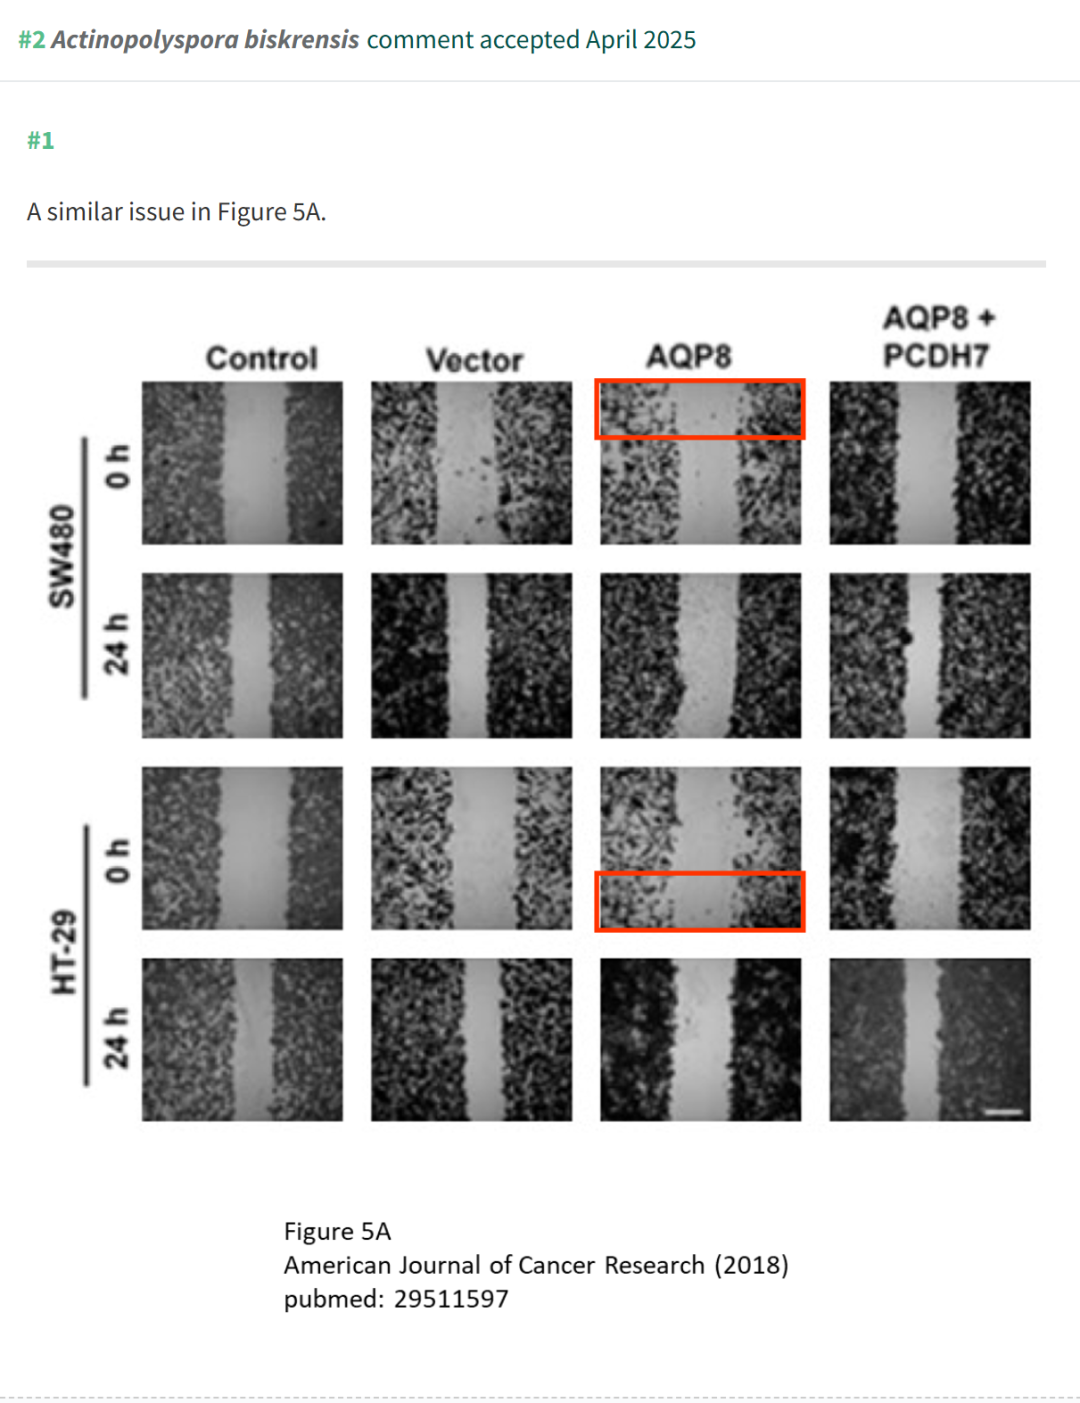 #2 Actinopolyspora biskrensis comment accepted April 2025
#1
A similar issue in Figure 5A.
Control
Vector
AQP8
AQP8 +
PCDH7
SW480
0 h
24 h
HT-29
0 h
24 h
Figure 5A
American Journal of Cancer Research (2018)
pubmed: 29511597